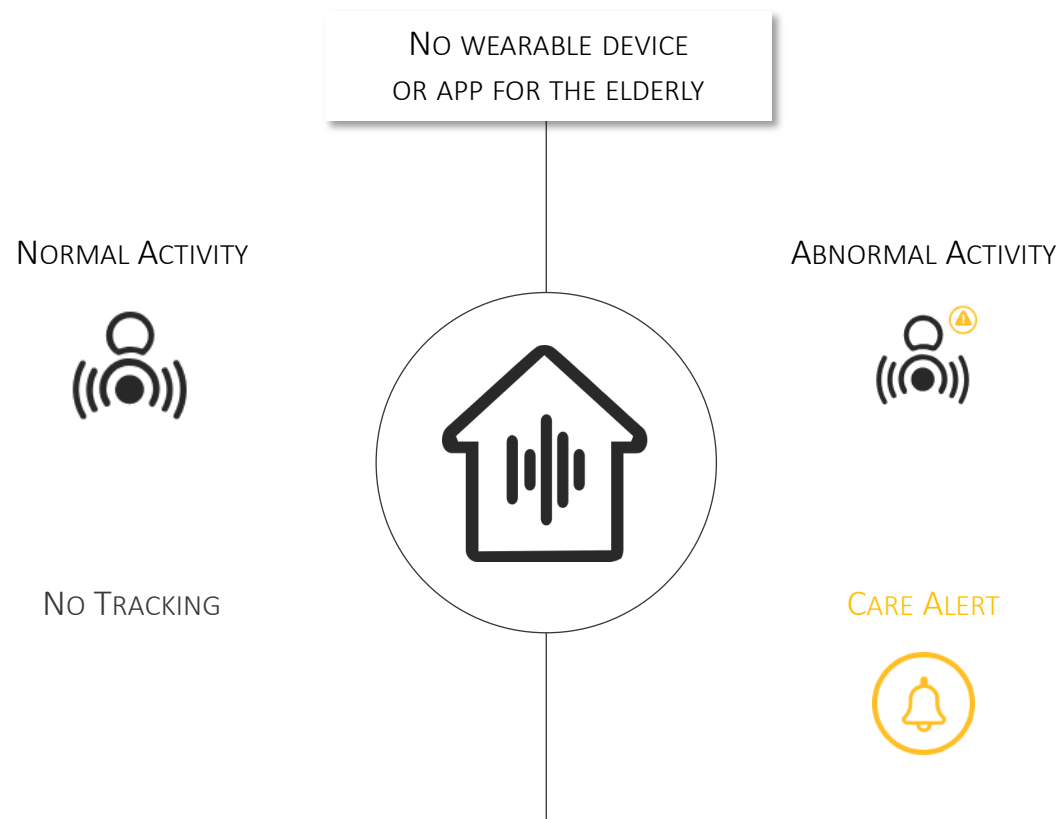 No wearable device
or app for the elderly
Normal Activity
Abnormal Activity
No Tracking
Care Alert